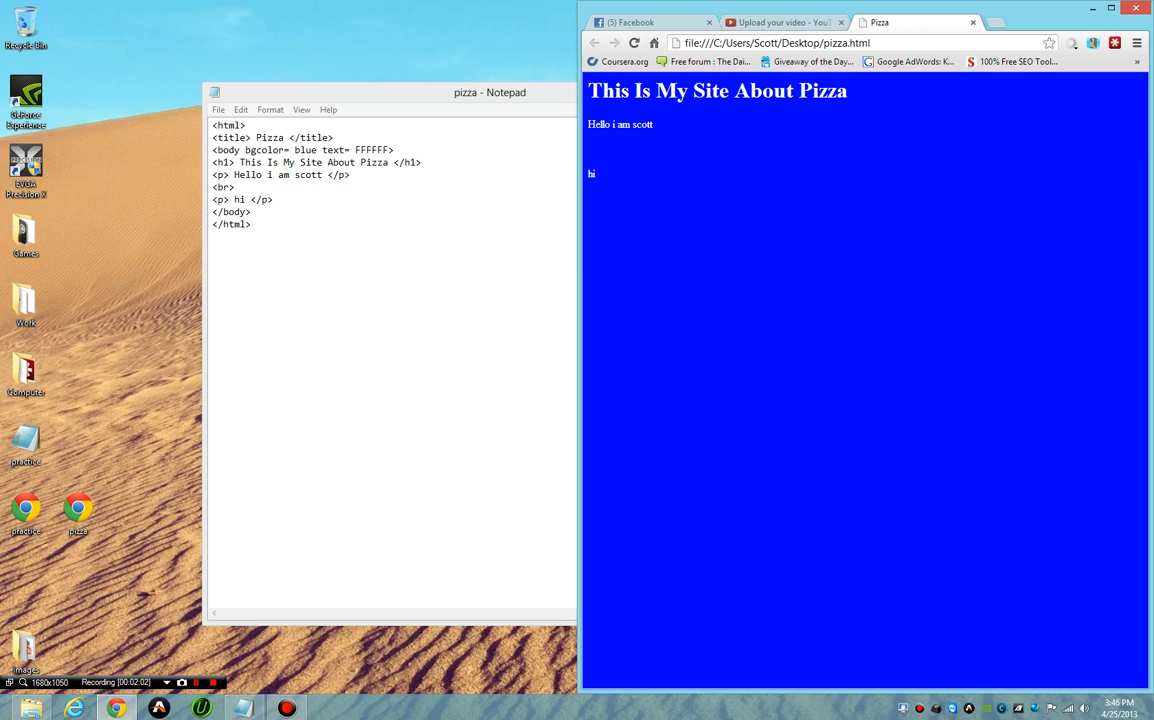 Recycle Bin
GeForce Experience
EVGA Precision X
Games
Work
Computer
practice
practice
pizza
Images
pizza - Notepad
File Edit Format View Help
<html>
<title> Pizza </title>
<body bgcolor= blue text= FFFFFF>
<h1> This Is My Site About Pizza </h1>
<p> Hello i am scott </p>
<br>
<p> hi </p>
</body>
</html>
(5) Facebook
Upload your video - YouT
Pizza
file:///C:/Users/Scott/Desktop/pizza.html
Coursera.org Free forum : The Dai... Giveaway of the Day... Google AdWords: K... 100% Free SEO Tool... »
This Is My Site About Pizza
Hello i am scott
hi
1680x1050 Recording [00:02:02]
3:46 PM
4/25/2013